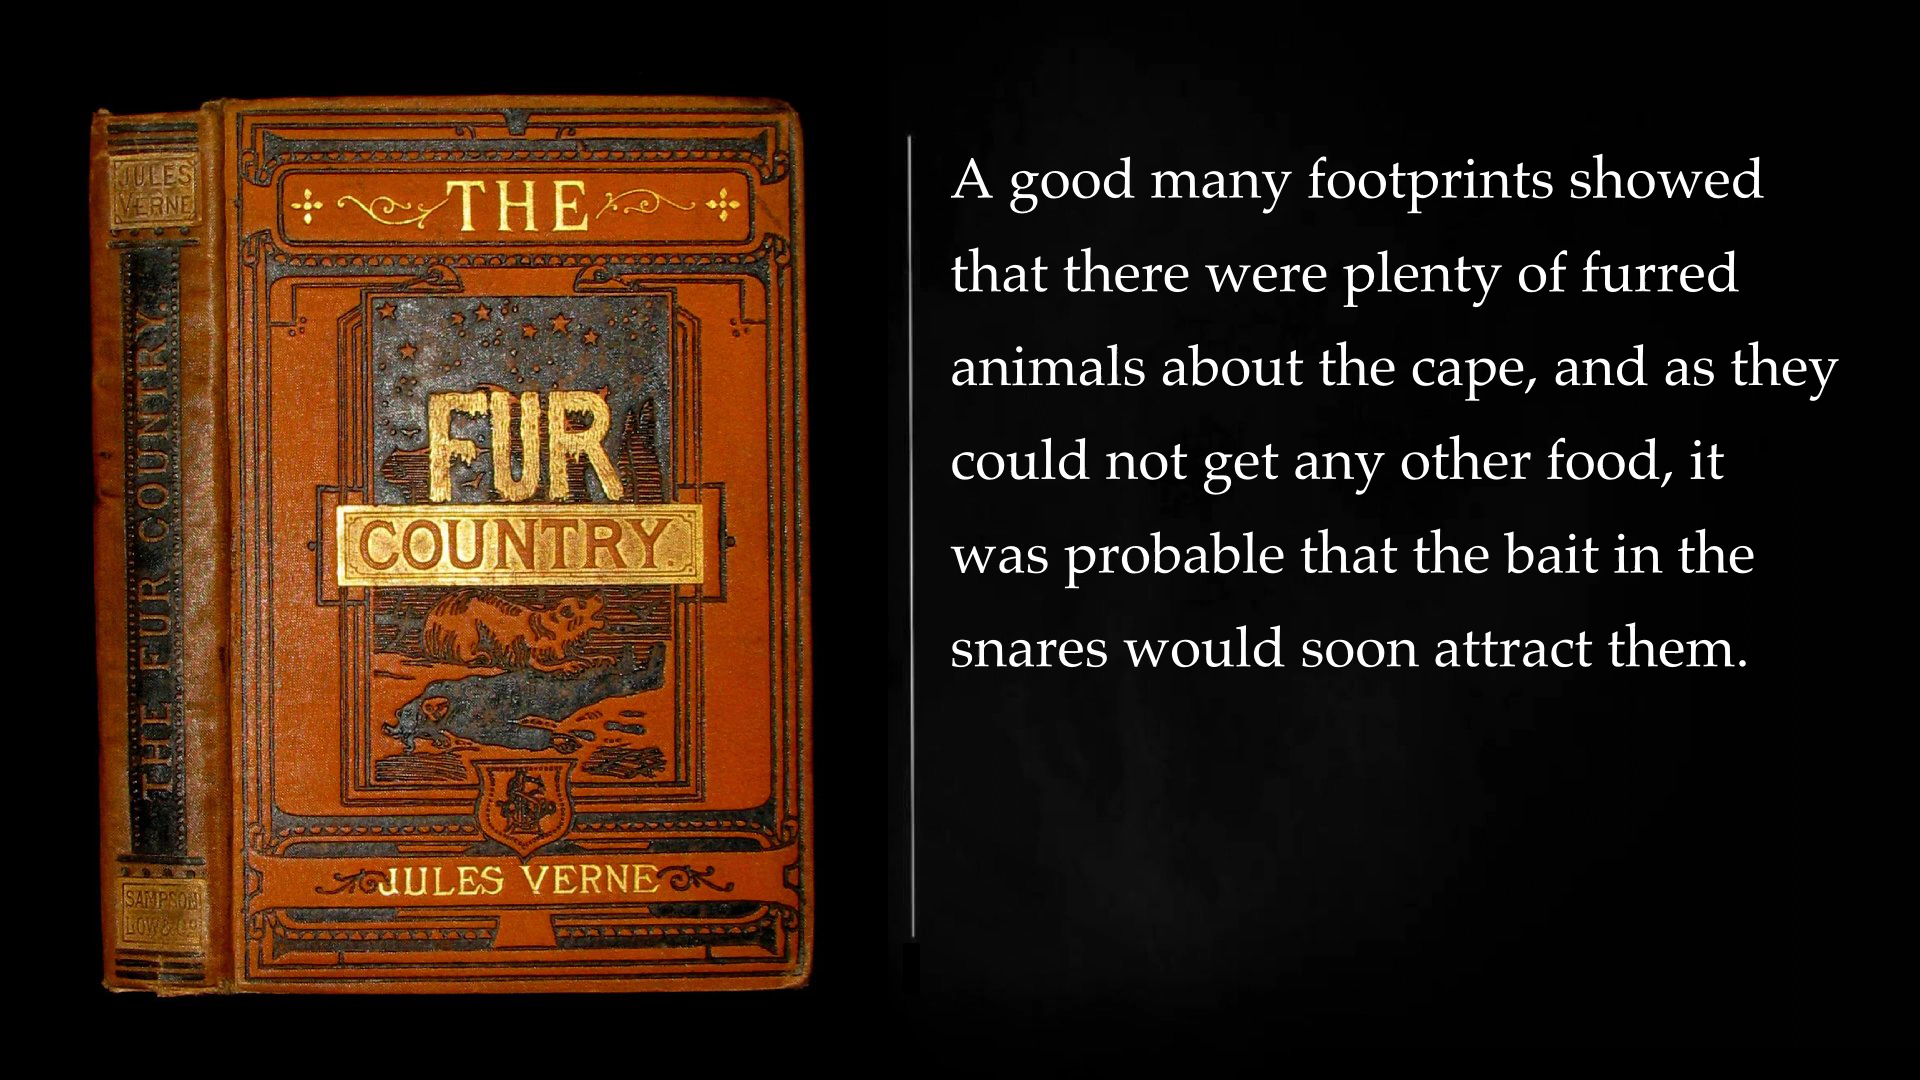 JULES
VERNE
THE FUR COUNTRY.
SAMPSON
LOW & Co
THE
FUR
COUNTRY.
JULES VERNE
A good many footprints showed
that there were plenty of furred
animals about the cape, and as they
could not get any other food, it
was probable that the bait in the
snares would soon attract them.